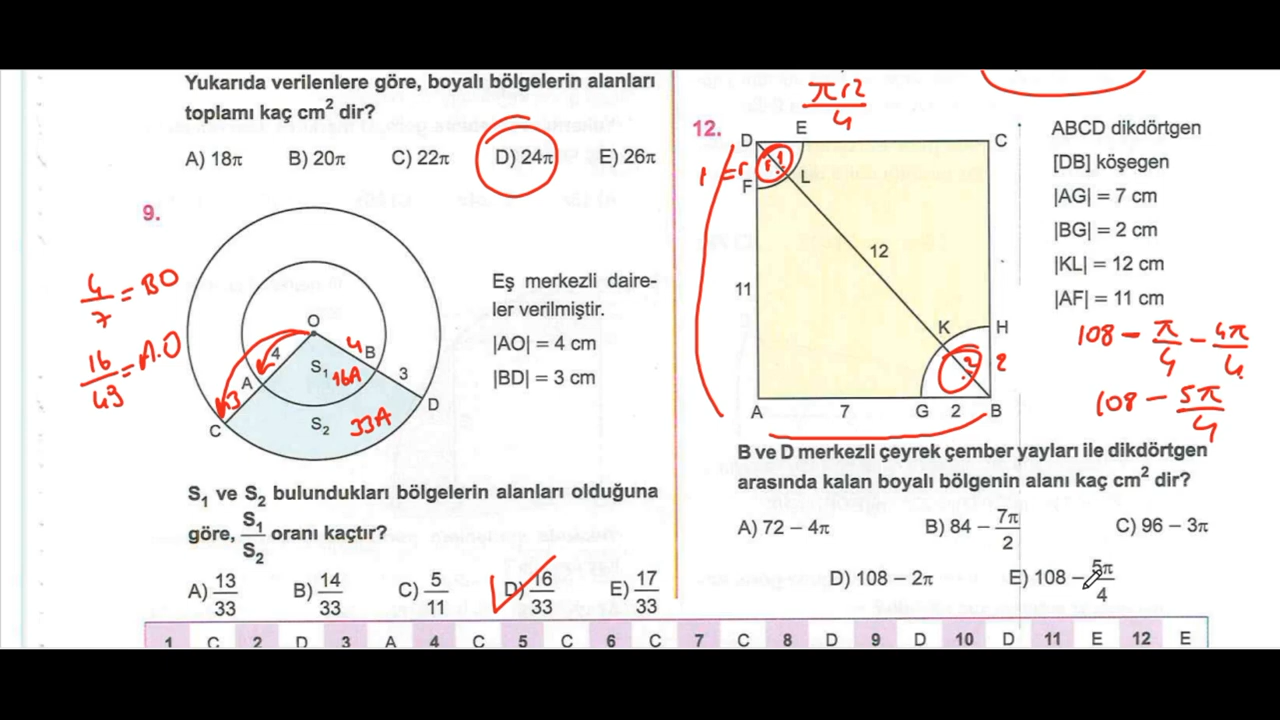 Yukarıda verilenlere göre, boyalı bölgelerin alanları
toplamı kaç cm² dir?
A) 18π B) 20π C) 22π D) 24π E) 26π
9.
4/7 = BO
16/49 = A.O
O
4
4
B
S₁
16A
A
3
3
D
S₂
33A
C
Eş merkezli daire-
ler verilmiştir.
|AO| = 4 cm
|BD| = 3 cm
S₁ ve S₂ bulundukları bölgelerin alanları olduğuna
göre, S₁/S₂ oranı kaçtır?
A) 13/33 B) 14/33 C) 5/11 D) 16/33 E) 17/33
πr2/4
12.
D E C
1 = r
F L
12
11
K H
2
A 7 G 2 B
ABCD dikdörtgen
[DB] köşegen
|AG| = 7 cm
|BG| = 2 cm
|KL| = 12 cm
|AF| = 11 cm
108 - π/4 - 4π/4
108 - 5π/4
B ve D merkezli çeyrek çember yayları ile dikdörtgen
arasında kalan boyalı bölgenin alanı kaç cm² dir?
A) 72 – 4π B) 84 – 7π/2 C) 96 – 3π
D) 108 – 2π E) 108 – 5π/4
1 C 2 D 3 A 4 C 5 C 6 C 7 C 8 D 9 D 10 D 11 E 12 E